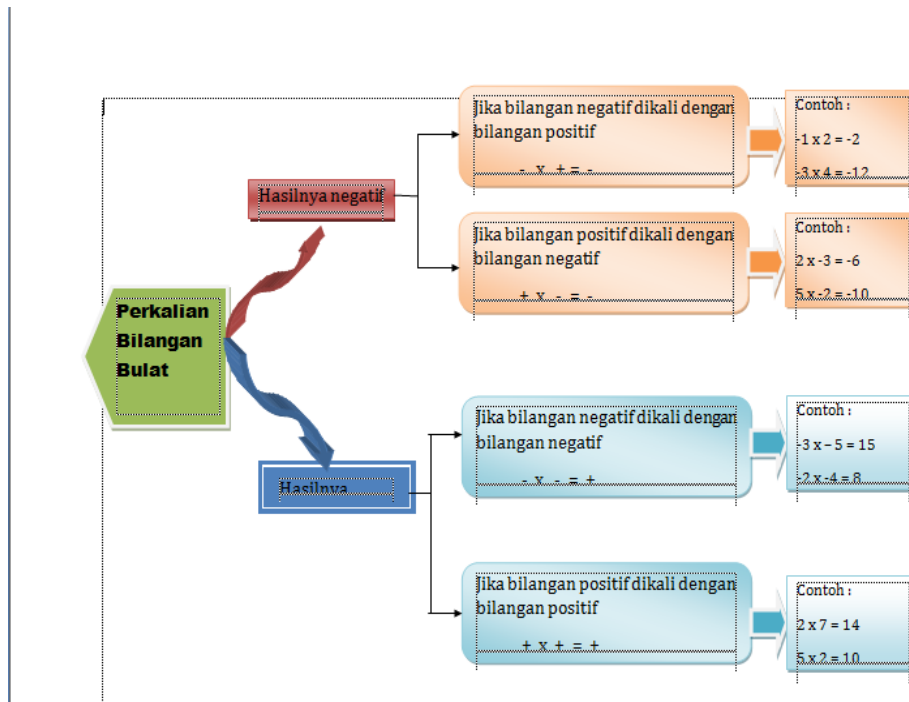 Perkalian
Bilangan
Bulat
Hasilnya negatif
Jika bilangan negatif dikali dengan
bilangan positif
- x + = -
Contoh :
-1 x 2 = -2
-3 x 4 = -12
Jika bilangan positif dikali dengan
bilangan negatif
+ x - = -
Contoh :
2 x -3 = -6
5 x -2 = -10
Hasilnya
Jika bilangan negatif dikali dengan
bilangan negatif
- x - = +
Contoh :
-3 x – 5 = 15
-2 x -4 = 8
Jika bilangan positif dikali dengan
bilangan positif
+ x + = +
Contoh :
2 x 7 = 14
5 x 2 = 10